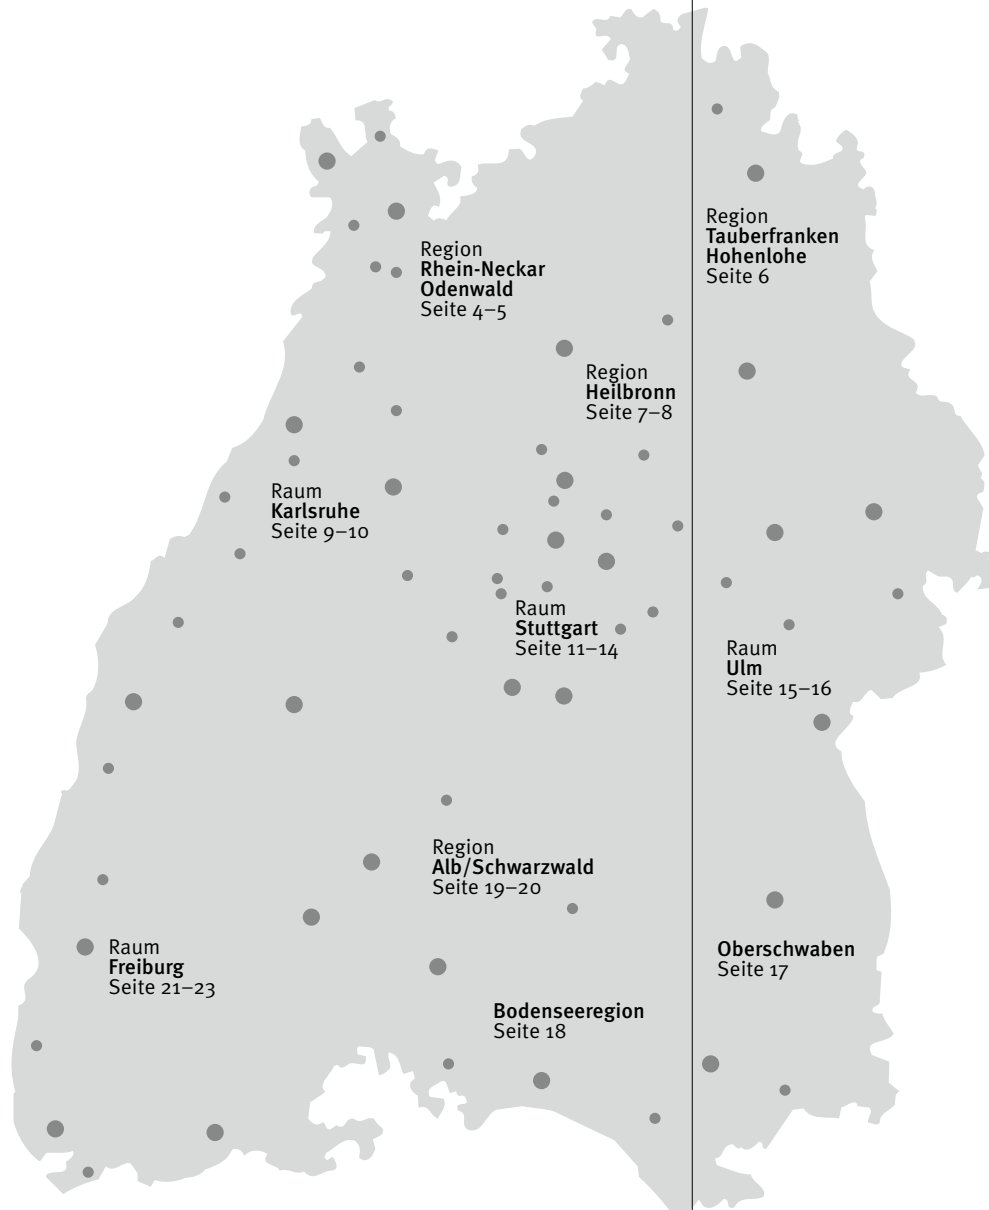 Region
Tauberfranken
Hohenlohe
Seite 6
Region
Rhein-Neckar
Odenwald
Seite 4–5
Region
Heilbronn
Seite 7–8
Raum
Karlsruhe
Seite 9–10
Raum
Stuttgart
Seite 11–14
Raum
Ulm
Seite 15–16
Region
Alb/Schwarzwald
Seite 19–20
Raum
Freiburg
Seite 21–23
Oberschwaben
Seite 17
Bodenseeregion
Seite 18